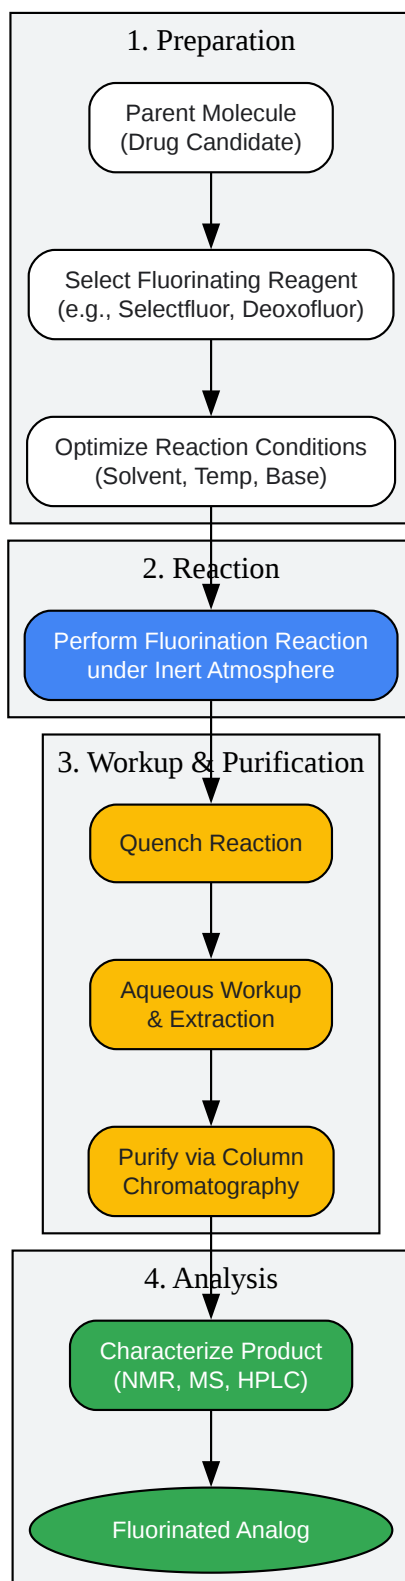 1. Preparation
Parent Molecule
(Drug Candidate)
Select Fluorinating Reagent
(e.g., Selectfluor, Deoxofluor)
Optimize Reaction Conditions
(Solvent, Temp, Base)
2. Reaction
Perform Fluorination Reaction
under Inert Atmosphere
3. Workup & Purification
Quench Reaction
Aqueous Workup
& Extraction
Purify via Column
Chromatography
4. Analysis
Characterize Product
(NMR, MS, HPLC)
Fluorinated Analog